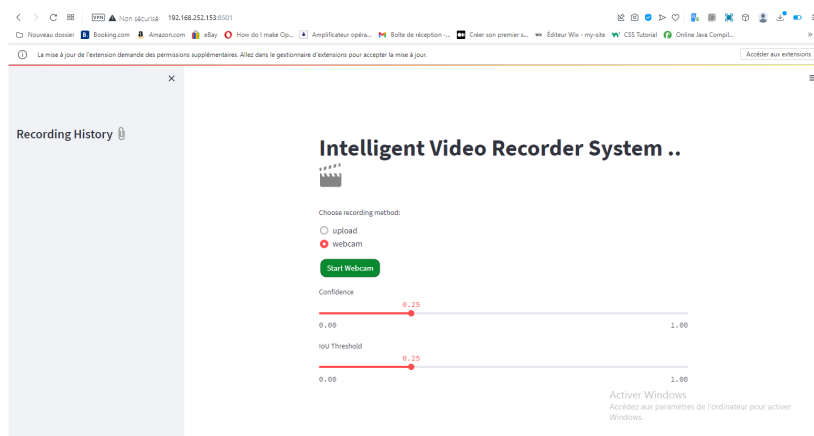 VPN Non sécurisé 192.168.252.153:8501
Nouveau dossier Booking.com Amazon.com eBay How do I make Op... Amplificateur opéra... Boîte de réception -... Créer son premier s... Éditeur Wix - my-site CSS Tutorial Online Java Compil... »
La mise à jour de l'extension demande des permissions supplémentaires. Allez dans le gestionnaire d'extensions pour accepter la mise à jour. Accéder aux extensions
Recording History
Intelligent Video Recorder System ..
Choose recording method:
upload
webcam
Start Webcam
Confidence
0.25
0.00 1.00
IoU Threshold
0.25
0.00 1.00
Activer Windows
Accédez aux paramètres de l'ordinateur pour activer
Windows.